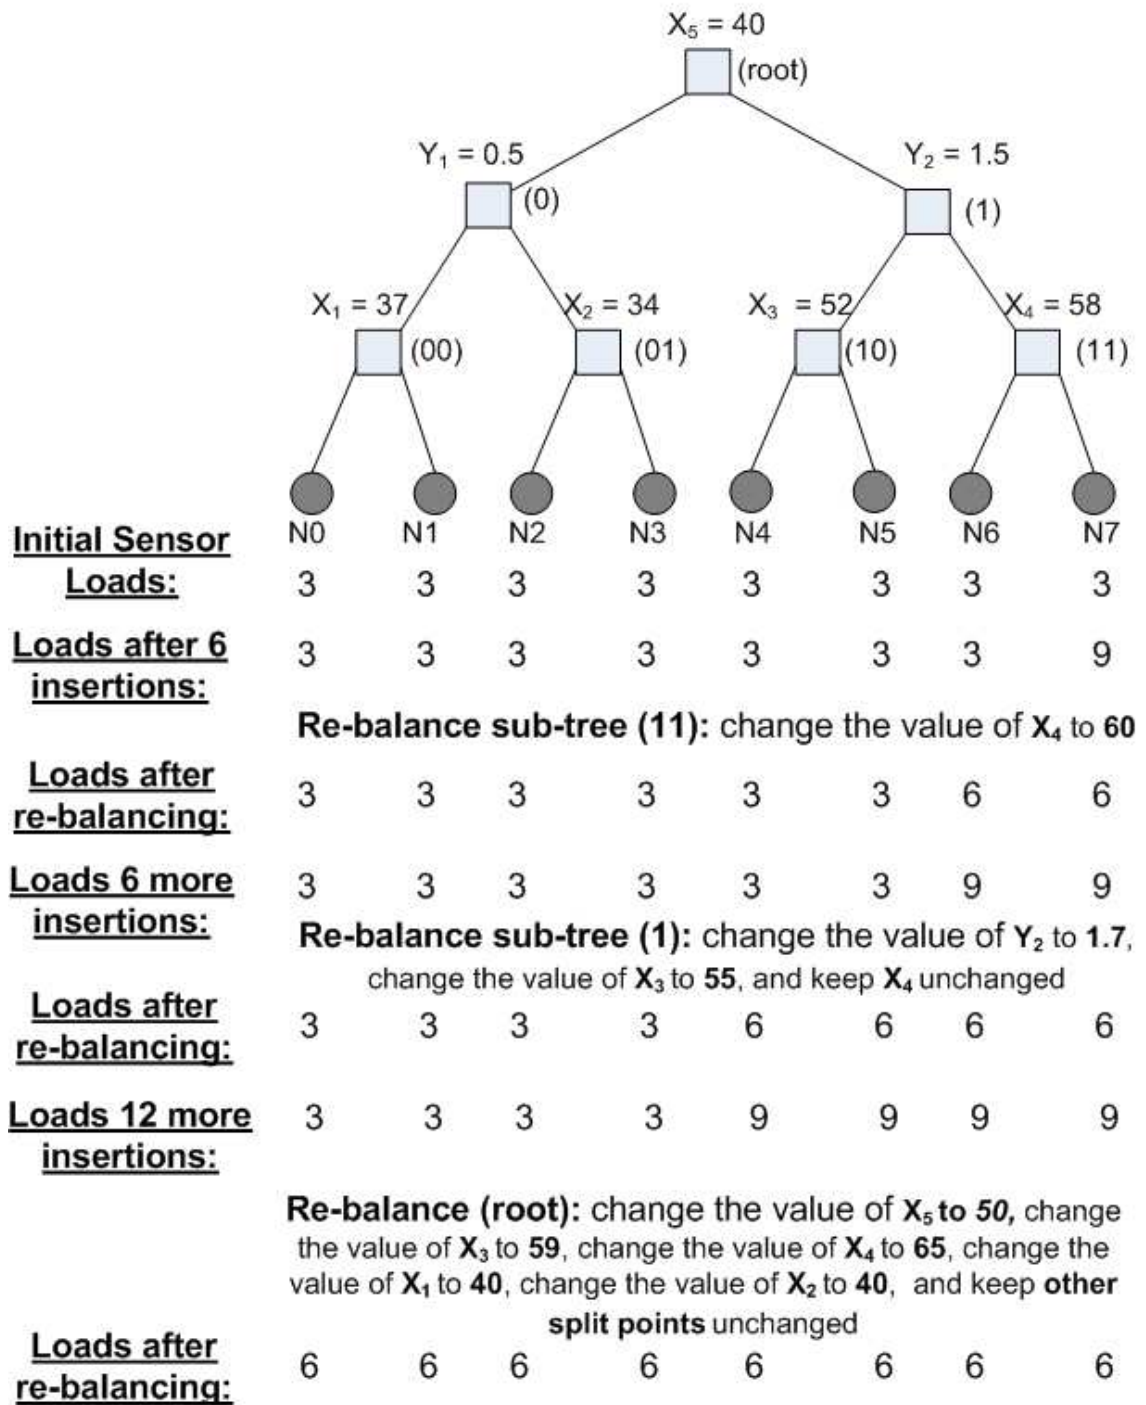 X₅ = 40
(root)
Y₁ = 0.5
Y₂ = 1.5
(0)
(1)
X₁ = 37
X₂ = 34
X₃ = 52
X₄ = 58
(00)
(01)
(10)
(11)
N0 N1 N2 N3 N4 N5 N6 N7
Initial Sensor
Loads:
3 3 3 3 3 3 3 3
Loads after 6
insertions:
3 3 3 3 3 3 3 9
Re-balance sub-tree (11): change the value of X₄ to 60
Loads after
re-balancing:
3 3 3 3 3 3 6 6
Loads 6 more
insertions:
3 3 3 3 3 3 9 9
Re-balance sub-tree (1): change the value of Y₂ to 1.7,
change the value of X₃ to 55, and keep X₄ unchanged
Loads after
re-balancing:
3 3 3 3 6 6 6 6
Loads 12 more
insertions:
3 3 3 3 9 9 9 9
Re-balance (root): change the value of X₅ to 50, change
the value of X₃ to 59, change the value of X₄ to 65, change the
value of X₁ to 40, change the value of X₂ to 40, and keep other
split points unchanged
Loads after
re-balancing:
6 6 6 6 6 6 6 6